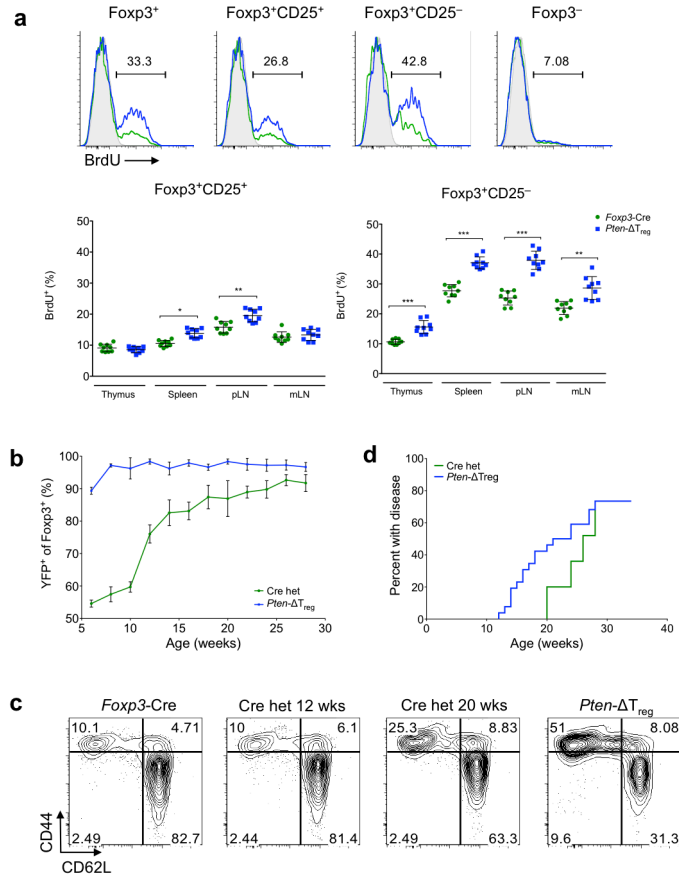 a
Foxp3⁺ Foxp3⁺CD25⁺ Foxp3⁺CD25⁻ Foxp3⁻
33.3 26.8 42.8 7.08
BrdU
Foxp3⁺CD25⁺
BrdU⁺ (%)
50
40
30
20
10
0
* **
Thymus Spleen pLN mLN
Foxp3⁺CD25⁻
Foxp3-Cre
Pten-ΔTreg
BrdU⁺ (%)
50
40
30
20
10
0
*** *** *** **
Thymus Spleen pLN mLN
b
YFP⁺ of Foxp3⁺ (%)
100
90
80
70
60
50
Cre het
Pten-ΔTreg
5 10 15 20 25 30
Age (weeks)
d
Percent with disease
100
80
60
40
20
0
Cre het
Pten-ΔTreg
0 10 20 30 40
Age (weeks)
c
Foxp3-Cre Cre het 12 wks Cre het 20 wks Pten-ΔTreg
10.1 4.71 10 6.1 25.3 8.83 51 8.08
2.49 82.7 2.44 81.4 2.49 63.3 9.6 31.3
CD44
CD62L